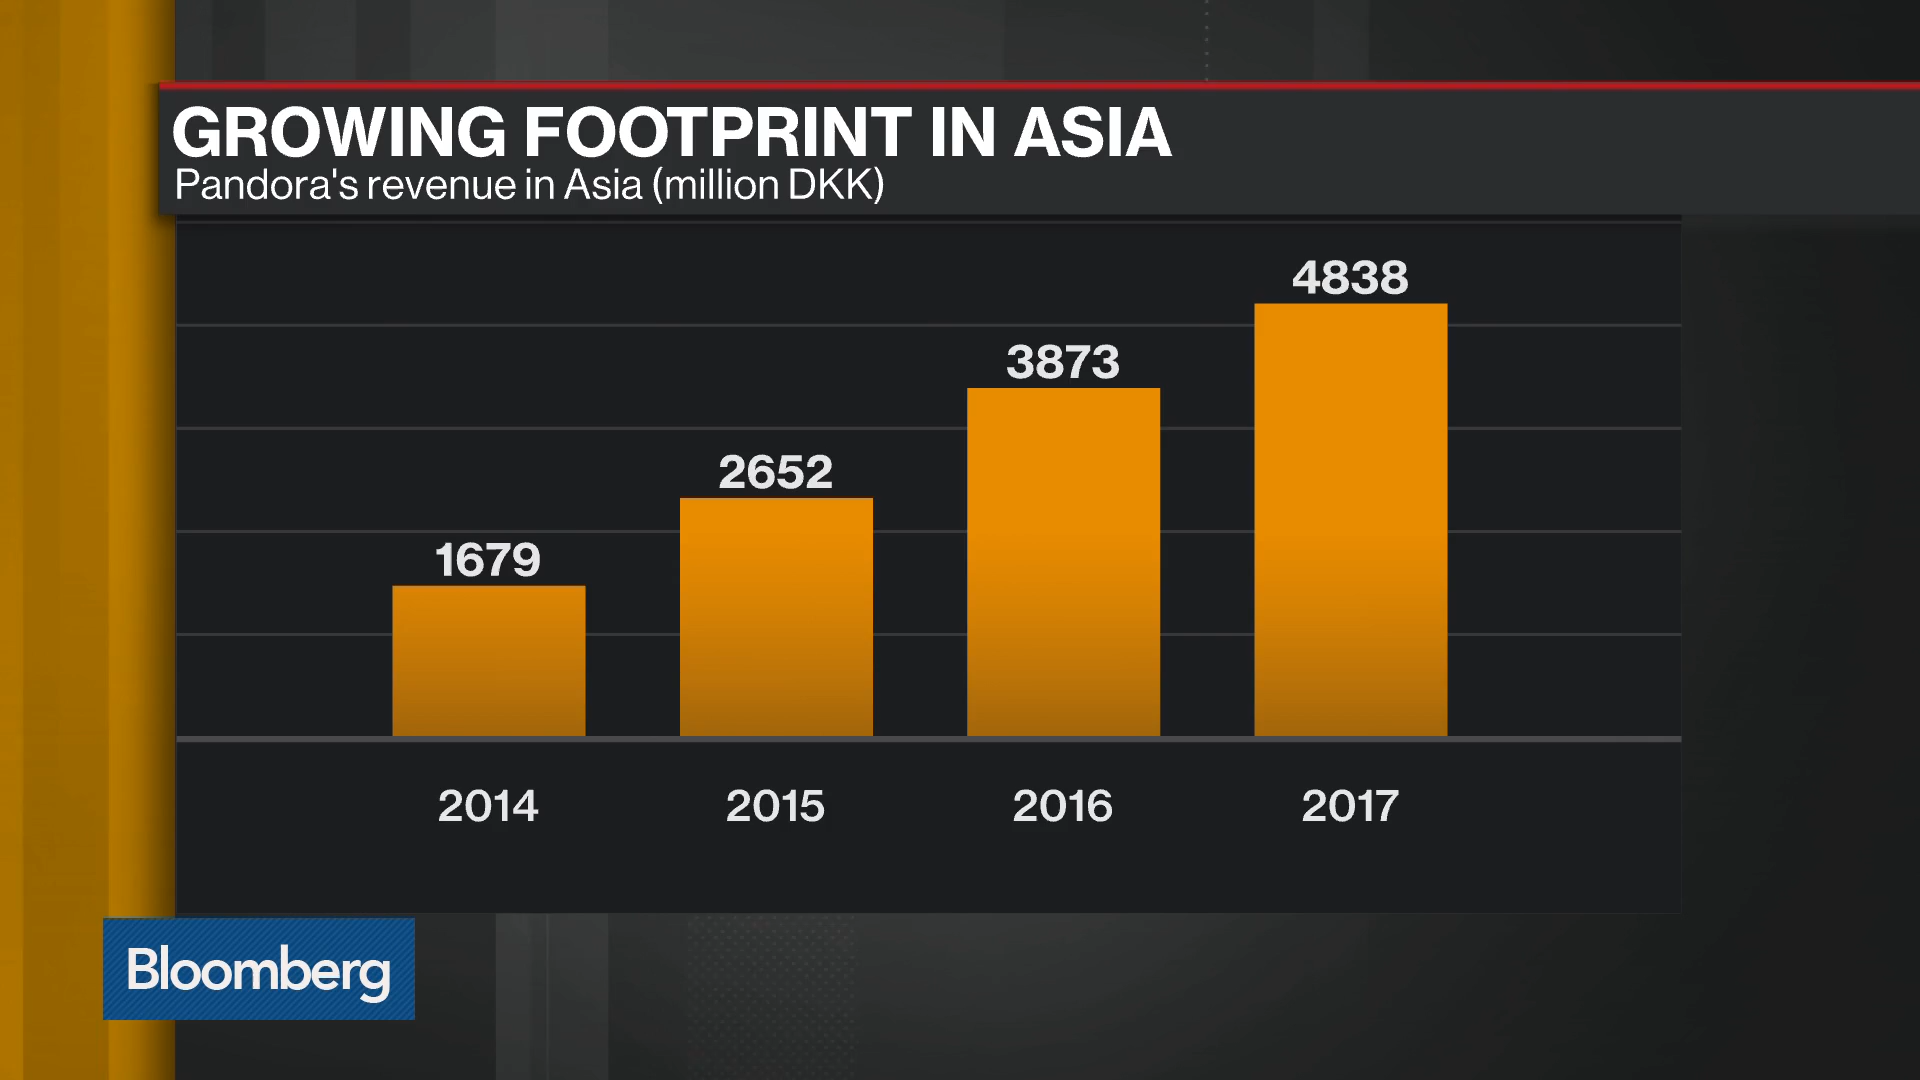 GROWING FOOTPRINT IN ASIA
Pandora's revenue in Asia (million DKK)
4838
3873
2652
1679
2014 2015 2016 2017
Bloomberg